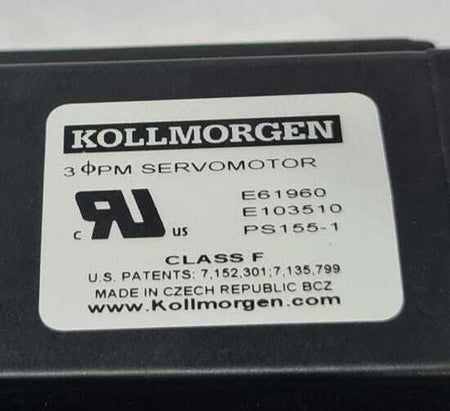 KOLLMORGEN
3 ΦPM SERVOMOTOR
c RU us
E61960
E103510
PS155-1
CLASS F
U.S. PATENTS: 7,152,301;7,135,799
MADE IN CZECH REPUBLIC BCZ
www.Kollmorgen.com